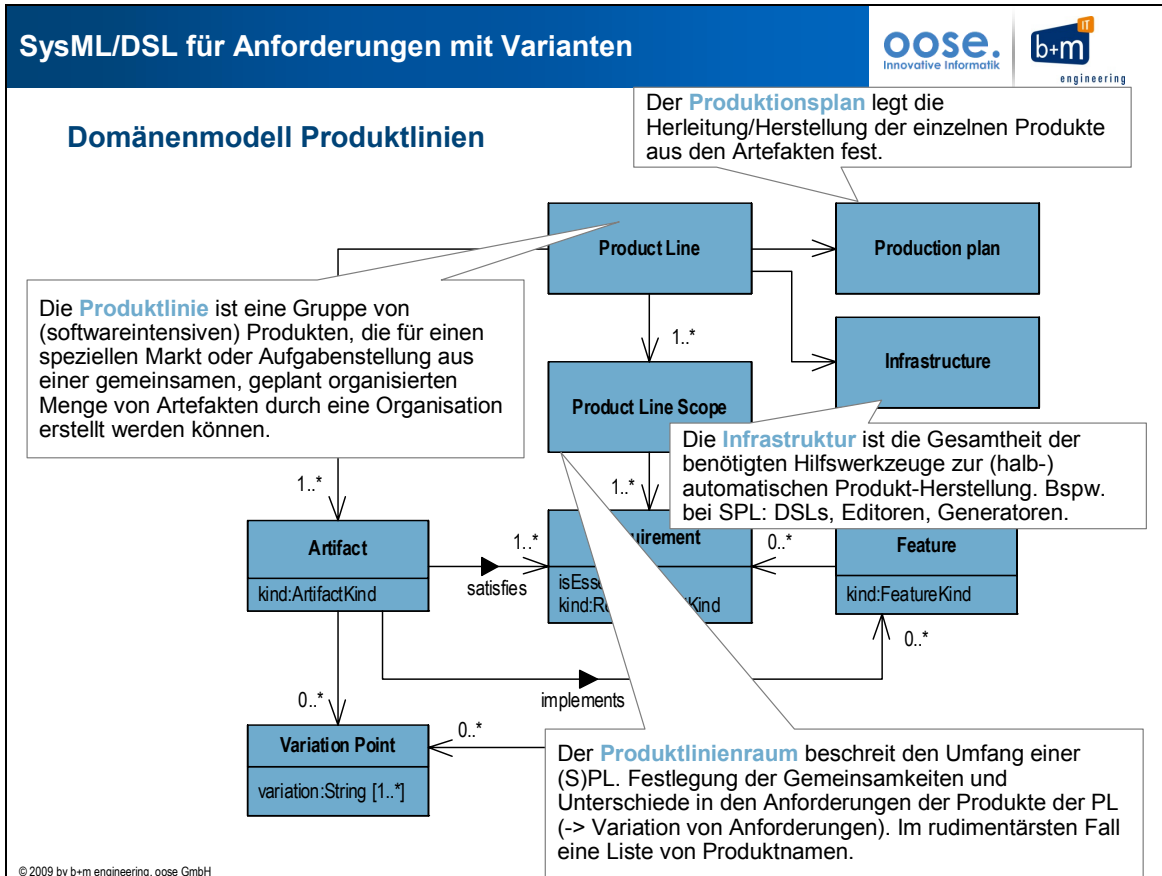 SysML/DSL für Anforderungen mit Varianten
oose.
Innovative Informatik
b+m
IT
engineering
Domänenmodell Produktlinien
Der Produktionsplan legt die
Herleitung/Herstellung der einzelnen Produkte
aus den Artefakten fest.
Product Line
Production plan
Die Produktlinie ist eine Gruppe von
(softwareintensiven) Produkten, die für einen
speziellen Markt oder Aufgabenstellung aus
einer gemeinsamen, geplant organisierten
Menge von Artefakten durch eine Organisation
erstellt werden können.
1..*
Infrastructure
Product Line Scope
Die Infrastruktur ist die Gesamtheit der
benötigten Hilfswerkzeuge zur (halb-)
automatischen Produkt-Herstellung. Bspw.
bei SPL: DSLs, Editoren, Generatoren.
1..*
1..*
Artifact
kind:ArtifactKind
satisfies
1..*
uirement
isEsse
kind:Re Kind
0..*
Feature
kind:FeatureKind
0..*
implements
0..*
Variation Point
variation:String [1..*]
0..*
Der Produktlinienraum beschreit den Umfang einer
(S)PL. Festlegung der Gemeinsamkeiten und
Unterschiede in den Anforderungen der Produkte der PL
(-> Variation von Anforderungen). Im rudimentärsten Fall
eine Liste von Produktnamen.
© 2009 by b+m engineering, oose GmbH